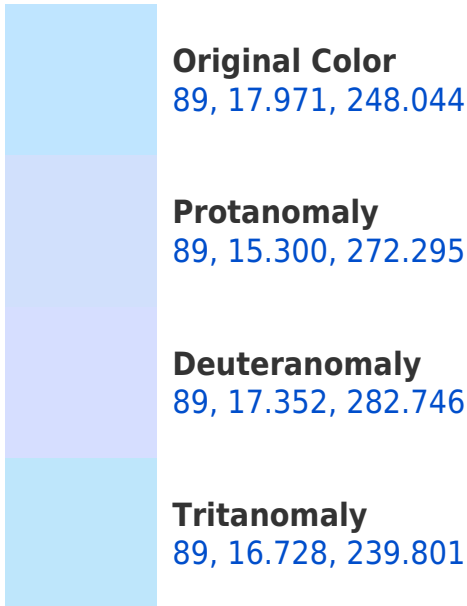 Original Color
89, 17.971, 248.044
Protanomaly
89, 15.300, 272.295
Deuteranomaly
89, 17.352, 282.746
Tritanomaly
89, 16.728, 239.801